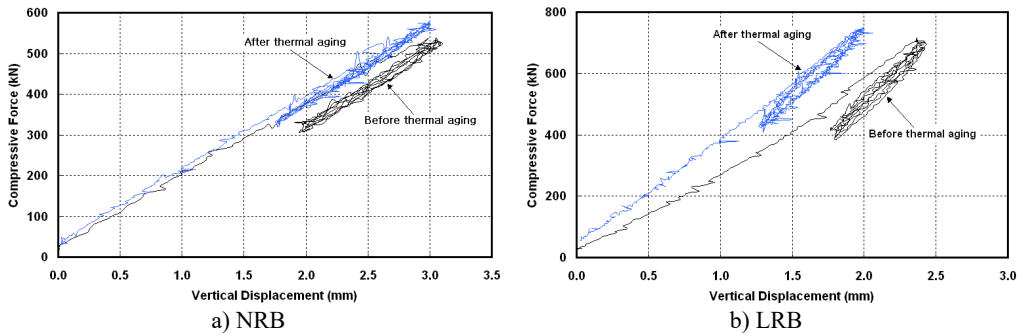 600
500
400
300
200
100
0
Compressive Force (kN)
After thermal aging
Before thermal aging
0.0 0.5 1.0 1.5 2.0 2.5 3.0 3.5
Vertical Displacement (mm)
a) NRB
800
600
400
200
0
Compressive Force (kN)
After thermal aging
Before thermal aging
0.0 0.5 1.0 1.5 2.0 2.5 3.0
Vertical Displacement (mm)
b) LRB